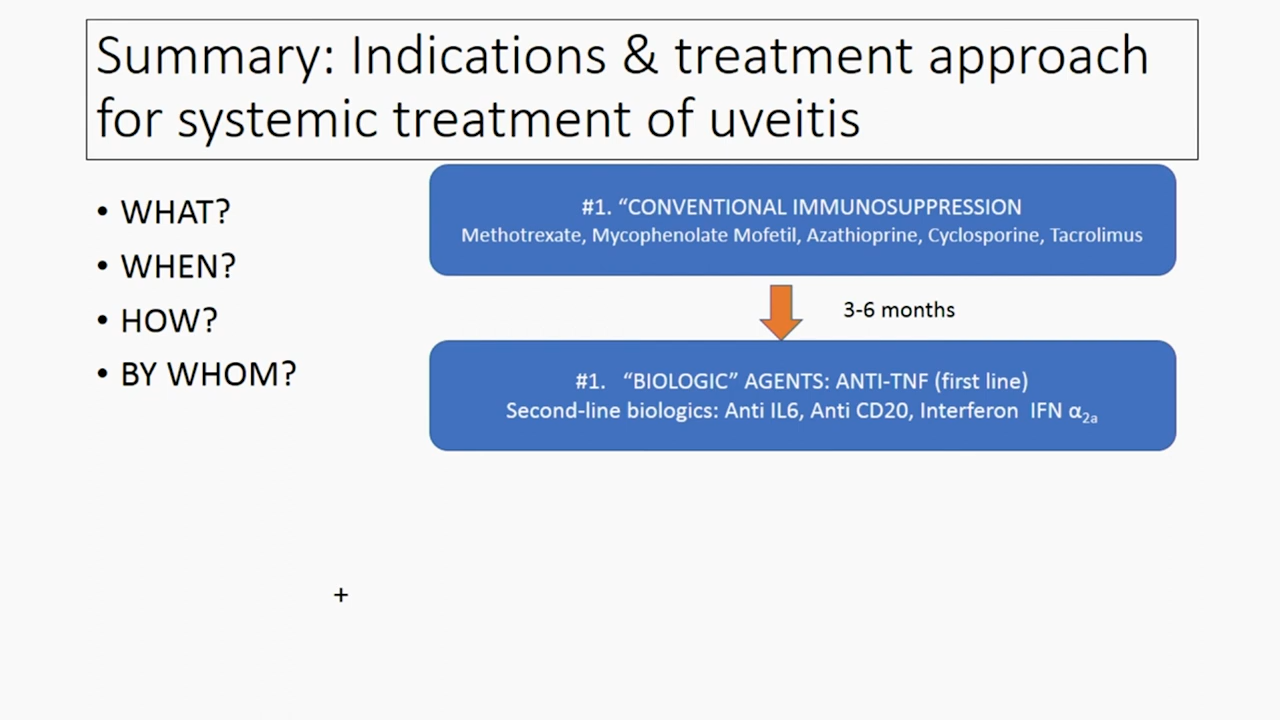 Summary: Indications & treatment approach
for systemic treatment of uveitis
• WHAT?
• WHEN?
• HOW?
• BY WHOM?
#1. “CONVENTIONAL IMMUNOSUPPRESSION
Methotrexate, Mycophenolate Mofetil, Azathioprine, Cyclosporine, Tacrolimus
3-6 months
#1. “BIOLOGIC” AGENTS: ANTI-TNF (first line)
Second-line biologics: Anti IL6, Anti CD20, Interferon IFN α2a
+